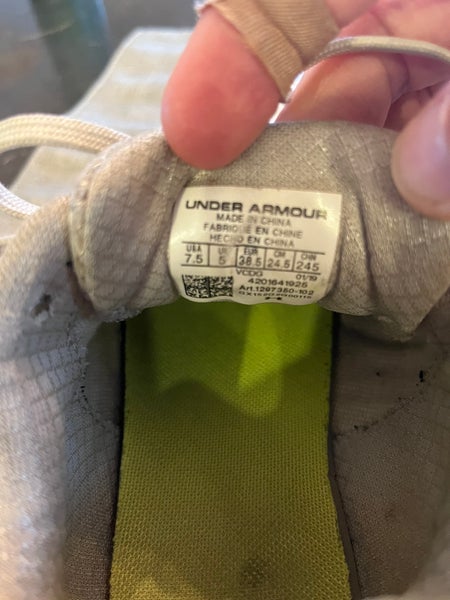 UNDER ARMOUR
MADE IN CHINA
FABRIQUÉ EN CHINE
HECHO EN CHINA
USA UK EUR CM CHN
7.5 5 38.5 24.5 245
VCDG 01/19
4201641925
Art.1297350-102